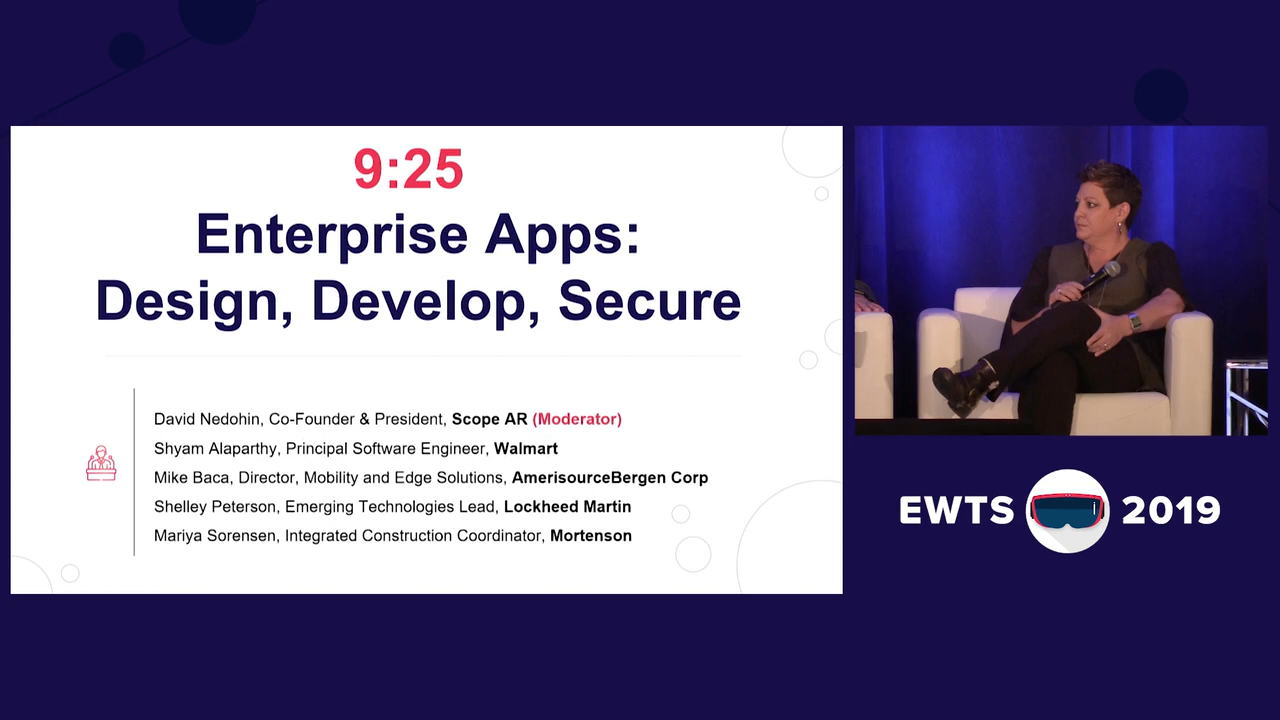 9:25
Enterprise Apps:
Design, Develop, Secure
David Nedohin, Co-Founder & President, Scope AR (Moderator)
Shyam Alaparthy, Principal Software Engineer, Walmart
Mike Baca, Director, Mobility and Edge Solutions, AmerisourceBergen Corp
Shelley Peterson, Emerging Technologies Lead, Lockheed Martin
Mariya Sorensen, Integrated Construction Coordinator, Mortenson
EWTS 2019